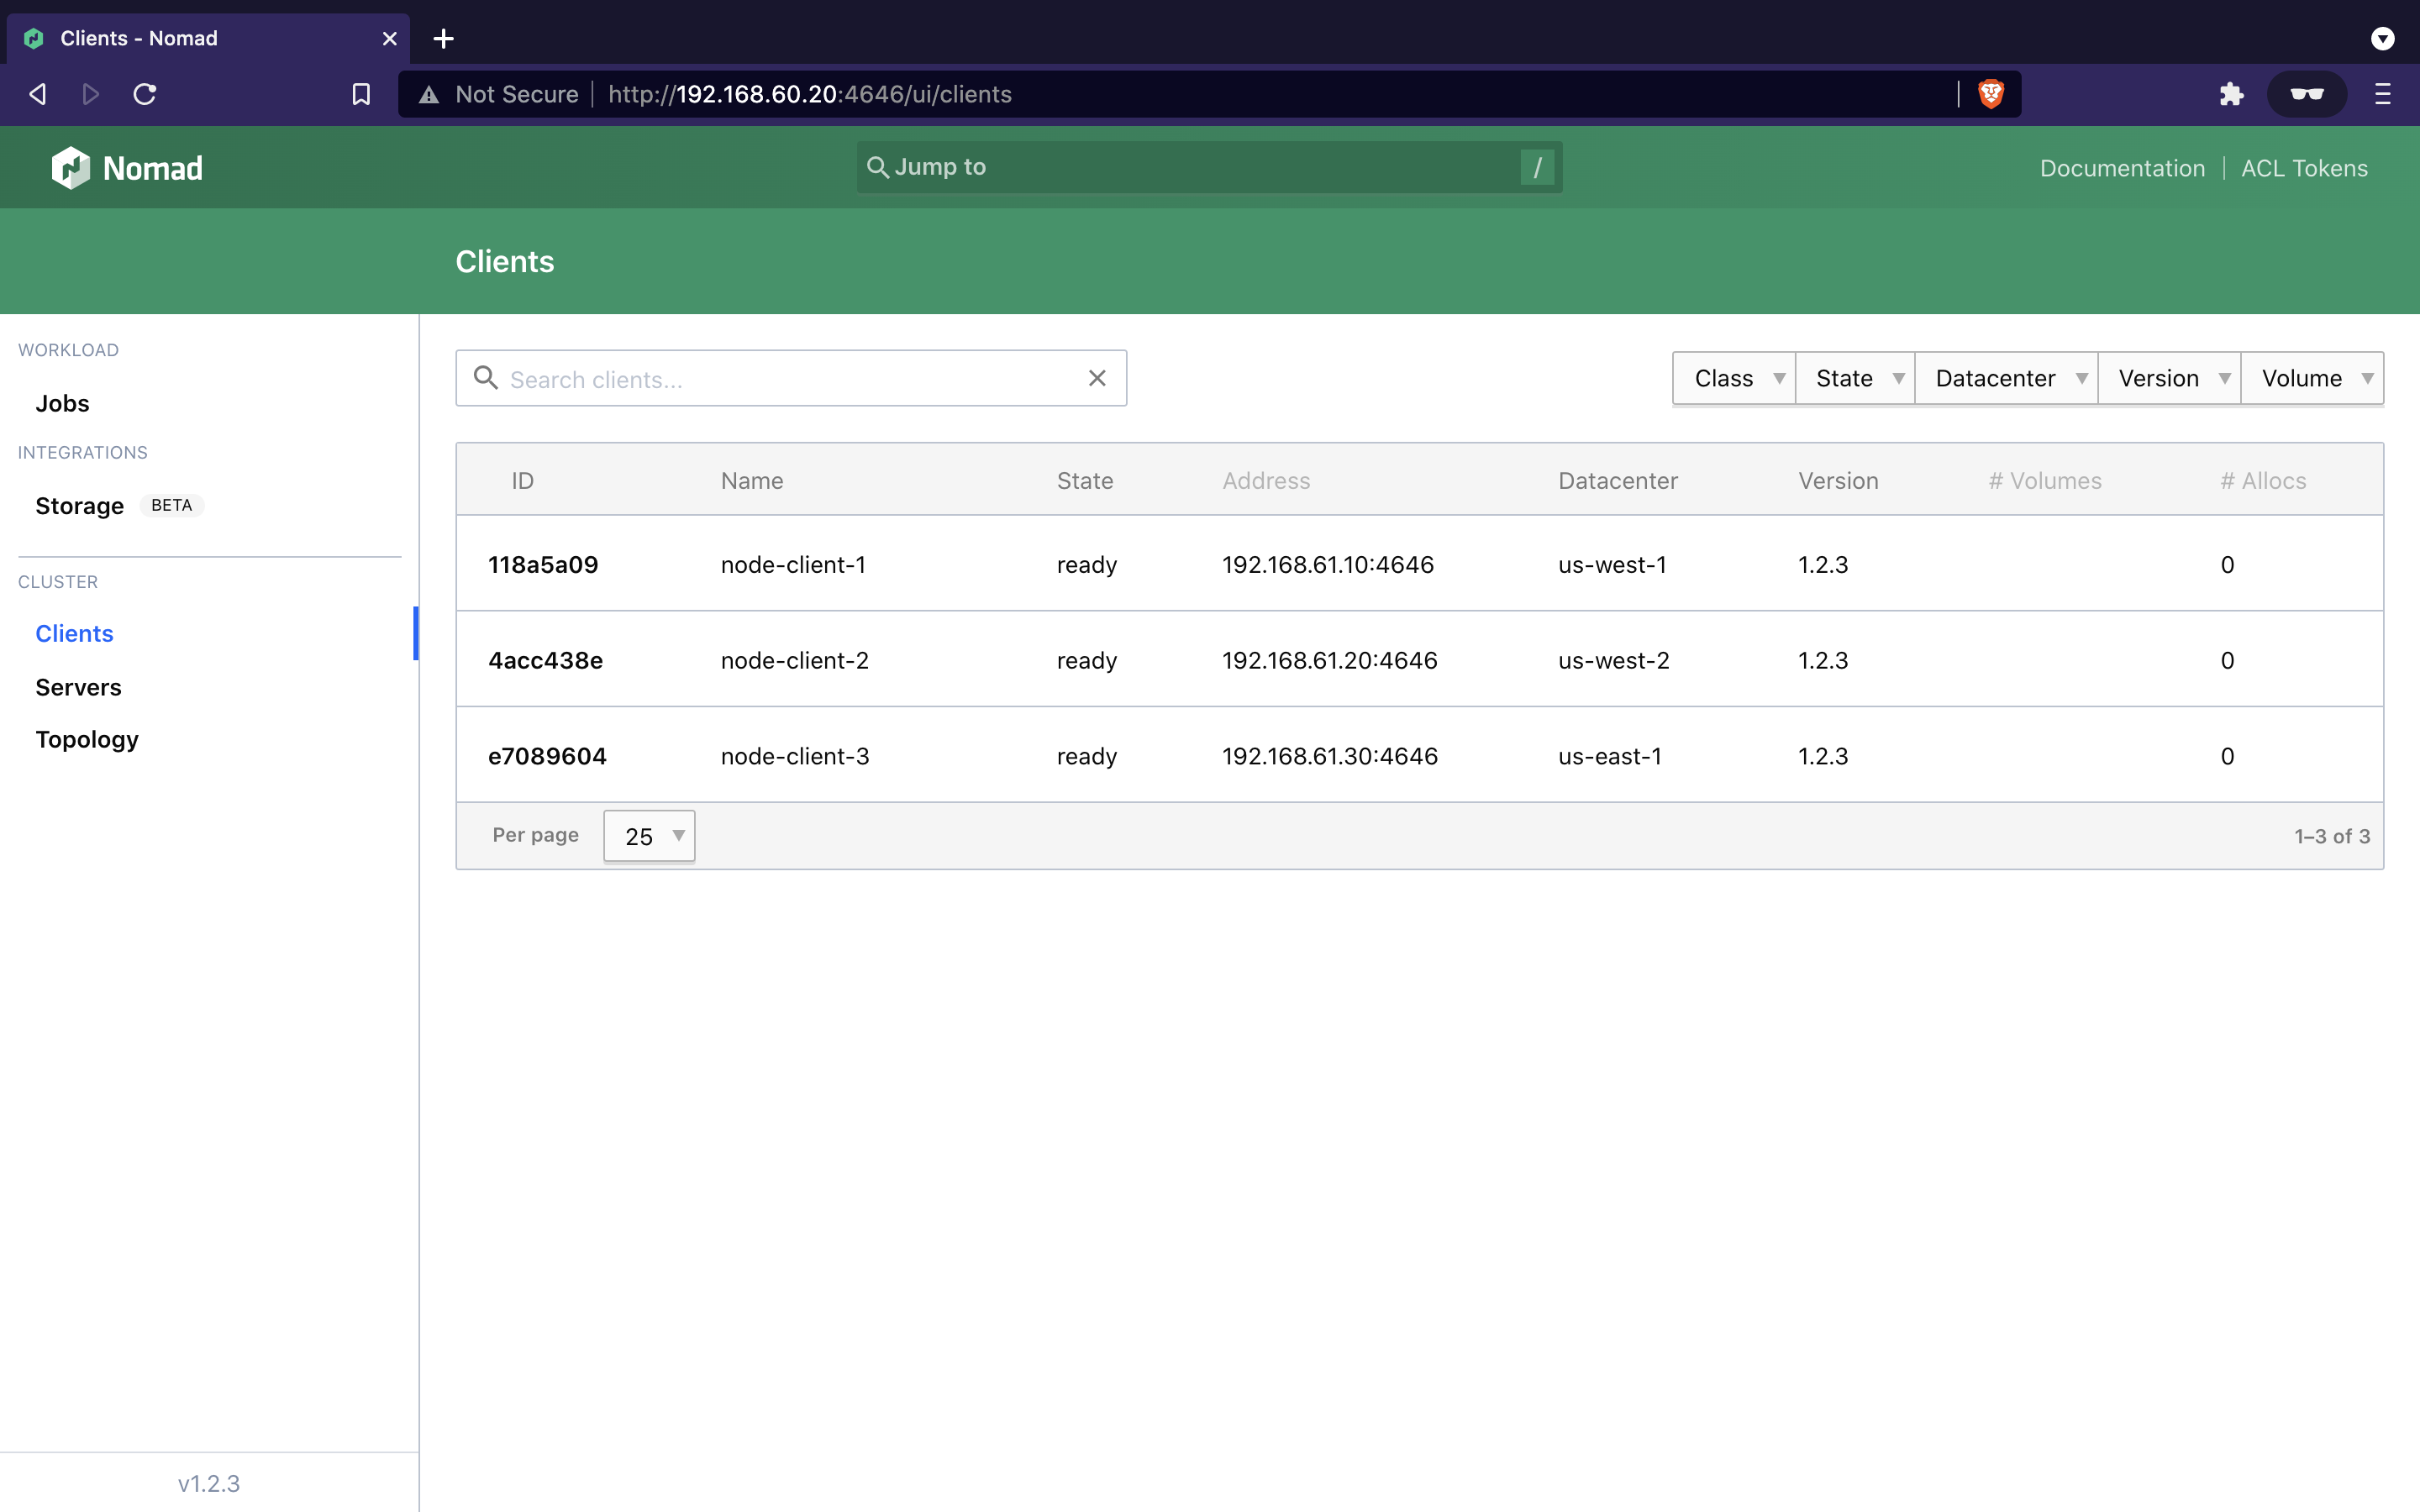 Clients - Nomad
Not Secure http://192.168.60.20:4646/ui/clients
Nomad
Jump to /
Documentation ACL Tokens
Clients
WORKLOAD
Jobs
INTEGRATIONS
Storage BETA
CLUSTER
Clients
Servers
Topology
v1.2.3
Search clients...
Class State Datacenter Version Volume
ID Name State Address Datacenter Version # Volumes # Allocs
118a5a09 node-client-1 ready 192.168.61.10:4646 us-west-1 1.2.3 0
4acc438e node-client-2 ready 192.168.61.20:4646 us-west-2 1.2.3 0
e7089604 node-client-3 ready 192.168.61.30:4646 us-east-1 1.2.3 0
Per page 25 1–3 of 3